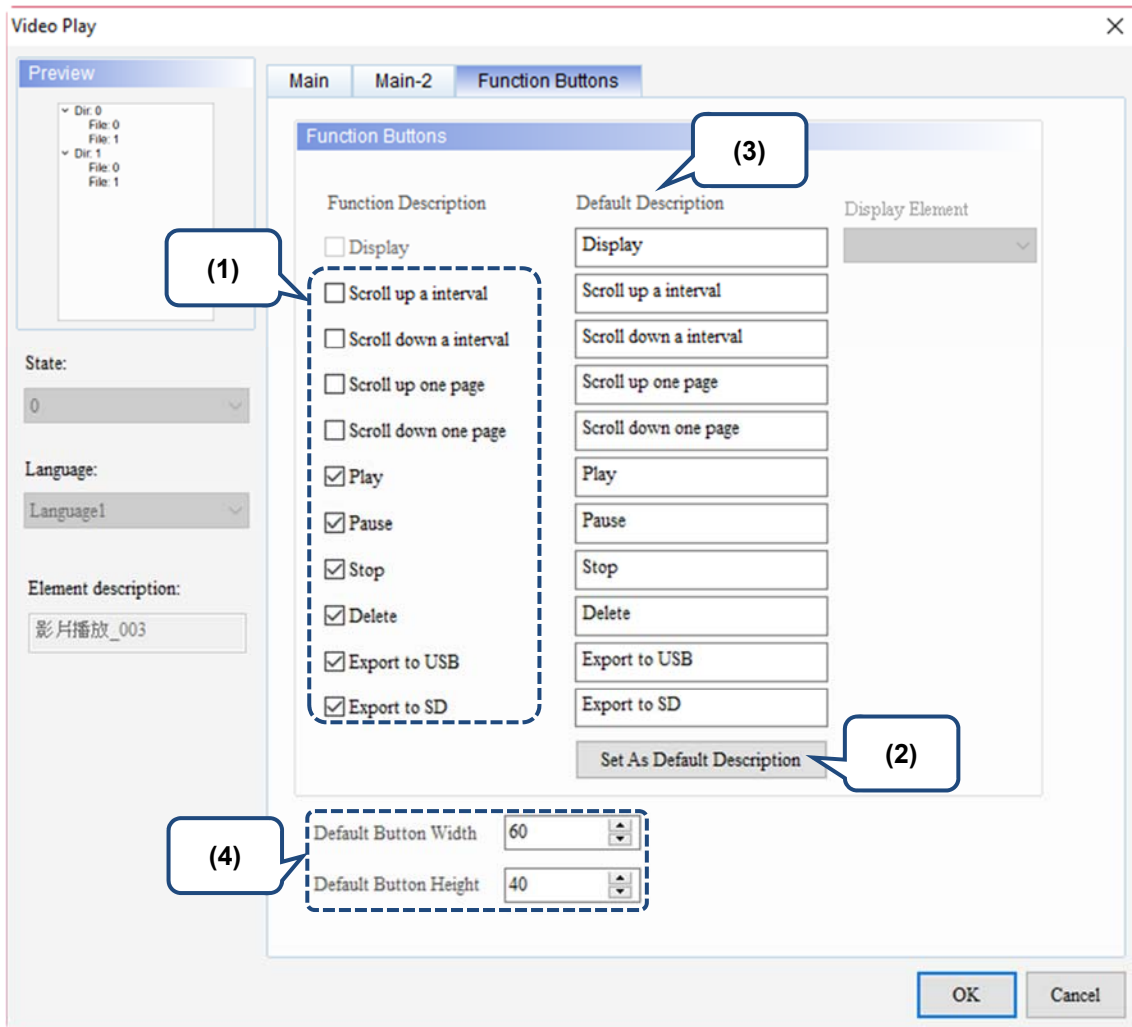 Video Play
Preview
Dir: 0
File: 0
File: 1
Dir: 1
File: 0
File: 1
State:
0
Language:
Language1
Element description:
影片播放_003
Main Main-2 Function Buttons
Function Buttons
(3)
Function Description Default Description Display Element
(1)
Display Display
Scroll up a interval Scroll up a interval
Scroll down a interval Scroll down a interval
Scroll up one page Scroll up one page
Scroll down one page Scroll down one page
Play Play
Pause Pause
Stop Stop
Delete Delete
Export to USB Export to USB
Export to SD Export to SD
Set As Default Description (2)
(4)
Default Button Width 60
Default Button Height 40
OK Cancel